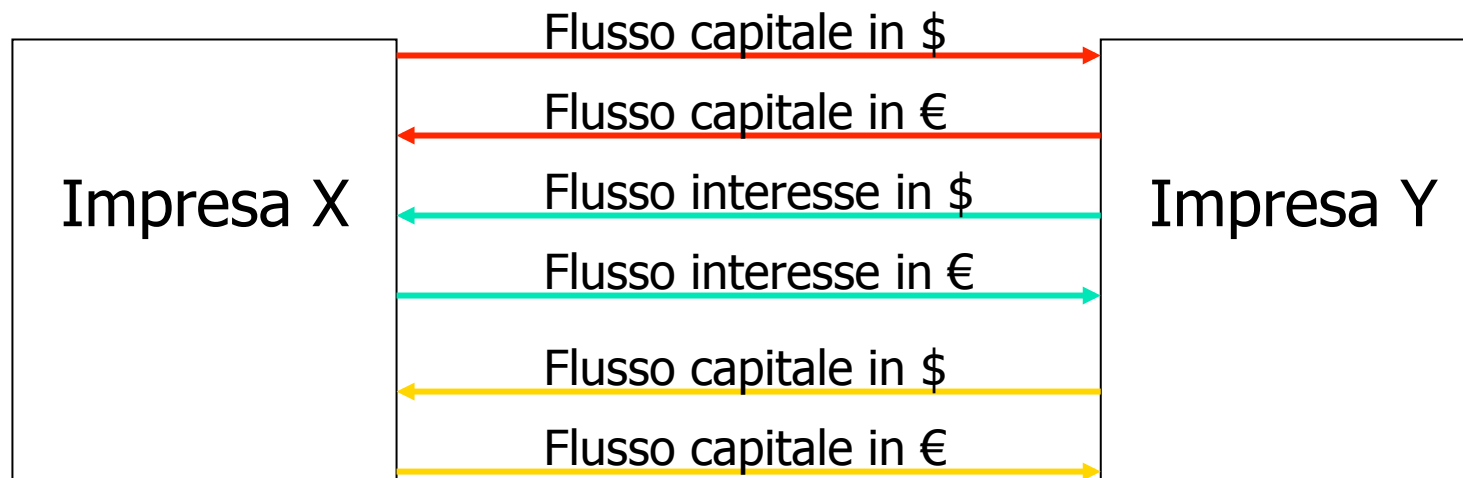 Flusso capitale in $
Flusso capitale in €
Impresa X
Flusso interesse in $
Impresa Y
Flusso interesse in €
Flusso capitale in $
Flusso capitale in €